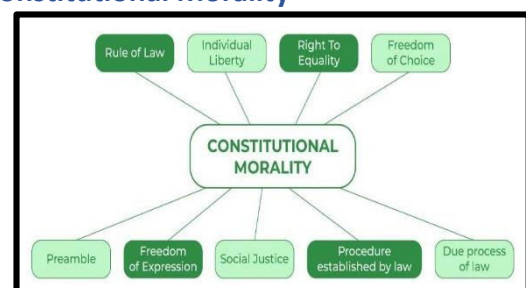 onstitutional Morality
Rule of Law
Individual
Liberty
Right To
Equality
Freedom
of Choice
CONSTITUTIONAL
MORALITY
Preamble
Freedom
of Expression
Social Justice
Procedure
established by law
Due process
of law